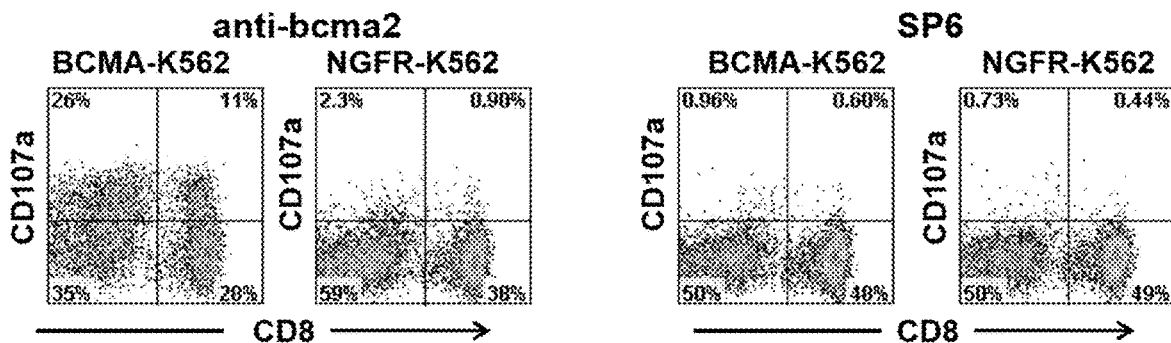 anti-bcma2
SP6
BCMA-K562
NGFR-K562
BCMA-K562
NGFR-K562
26% 11%
2.3% 0.90%
0.96% 0.60%
0.73% 0.44%
CD107a
CD107a
CD107a
CD107a
35% 28%
59% 38%
50% 48%
50% 49%
CD8
CD8